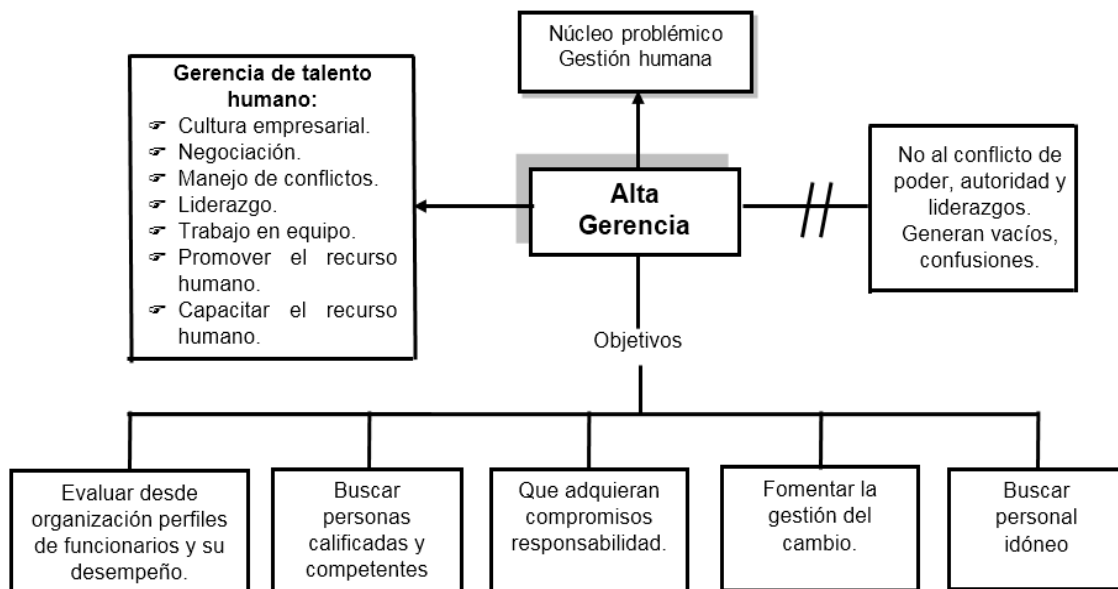 Núcleo problémico
Gestión humana
Gerencia de talento
humano:
☞ Cultura empresarial.
☞ Negociación.
☞ Manejo de conflictos.
☞ Liderazgo.
☞ Trabajo en equipo.
☞ Promover el recurso
humano.
☞ Capacitar el recurso
humano.
Alta
Gerencia
No al conflicto de
poder, autoridad y
liderazgos.
Generan vacíos,
confusiones.
Objetivos
Evaluar desde
organización perfiles
de funcionarios y su
desempeño.
Buscar
personas
calificadas y
competentes
Que adquieran
compromisos
responsabilidad.
Fomentar la
gestión del
cambio.
Buscar
personal
idóneo